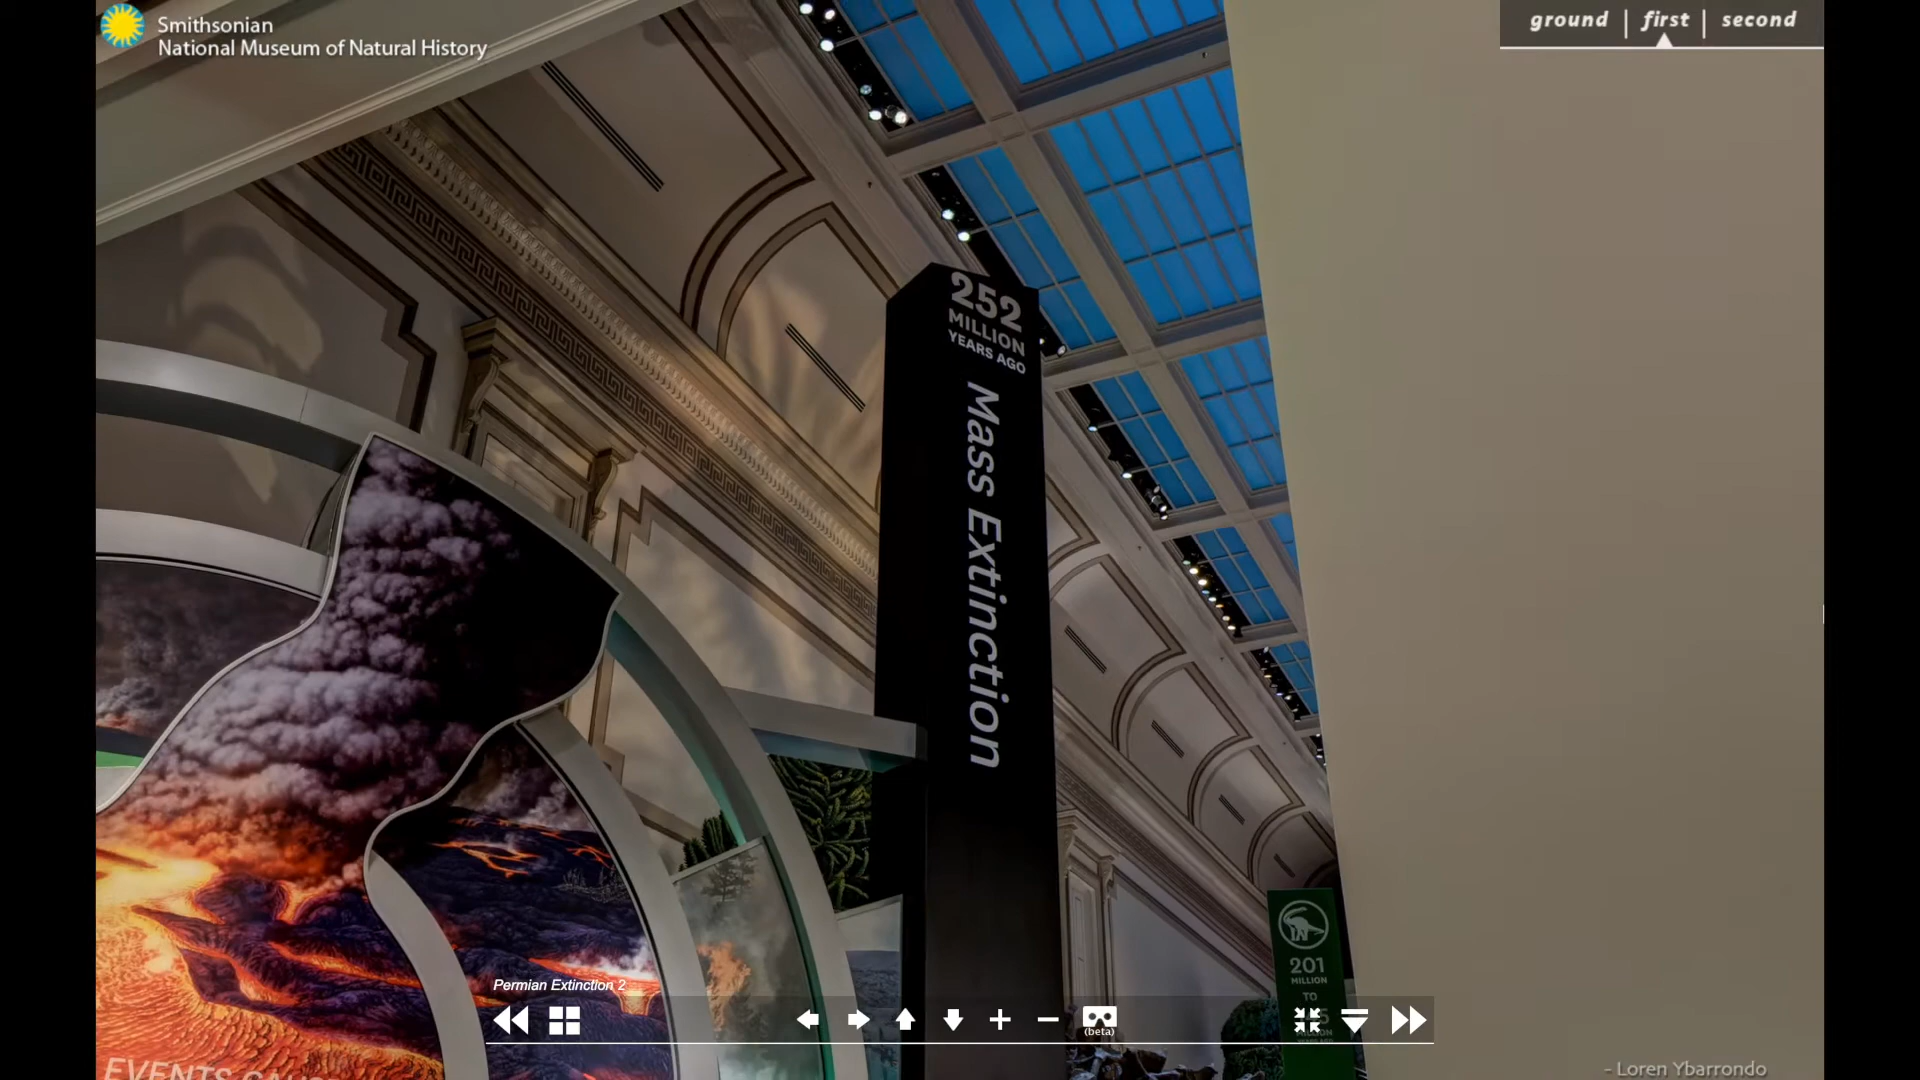 Smithsonian
National Museum of Natural History
ground | first | second
252
MILLION
YEARS AGO
Mass Extinction
201
MILLION
TO
Permian Extinction 2
(beta)
EVENTS
- Loren Ybarrondo